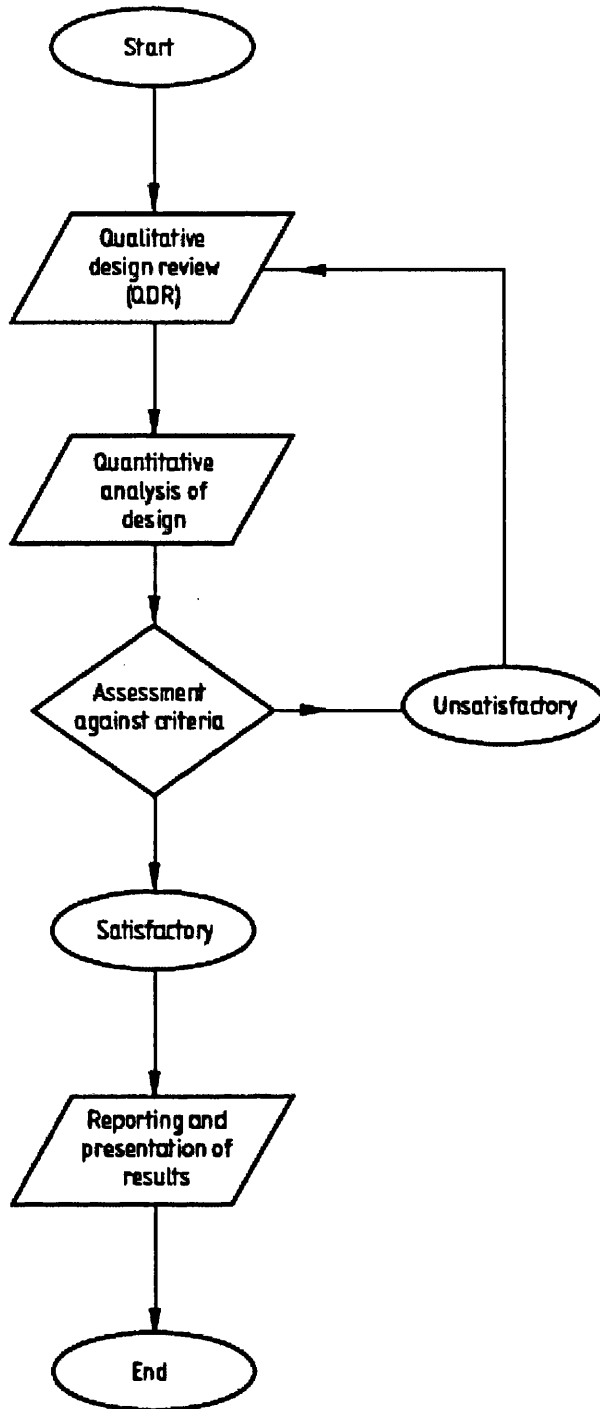 Start
Qualitative
design review
(QDR)
Quantitative
analysis of
design
Assessment
against criteria
Unsatisfactory
Satisfactory
Reporting and
presentation of
results
End